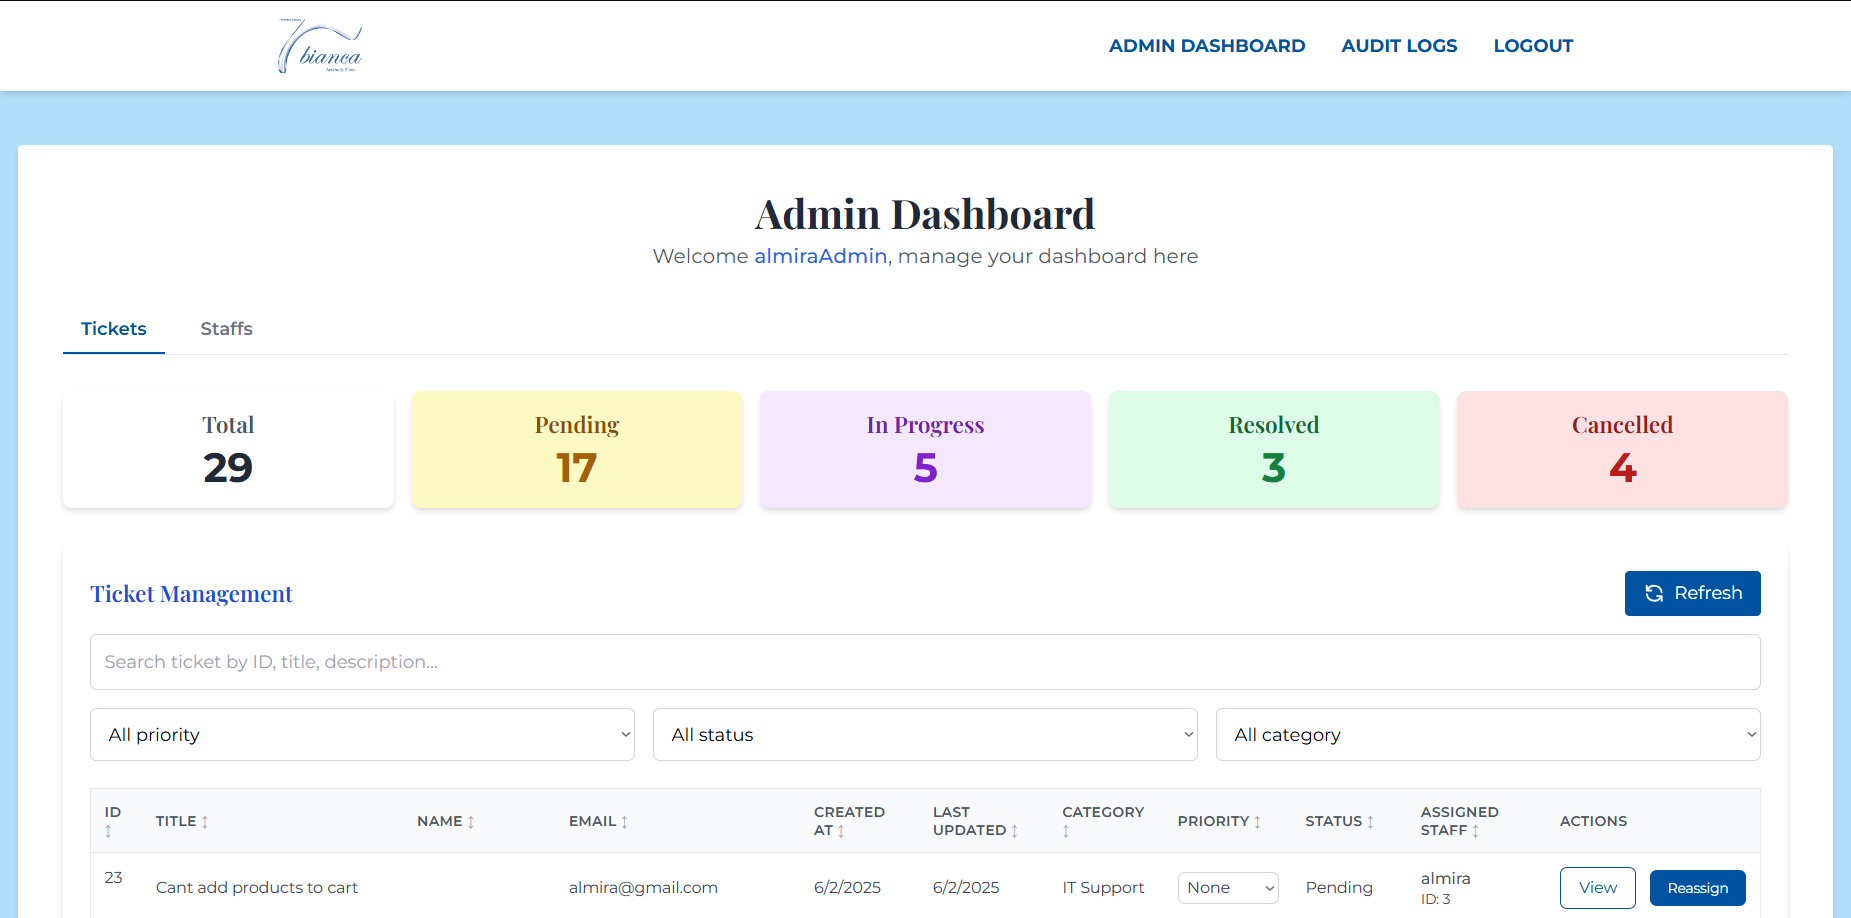 bianca
Aesthetic Clinic
ADMIN DASHBOARD AUDIT LOGS LOGOUT
Admin Dashboard
Welcome almiraAdmin, manage your dashboard here
Tickets Staffs
Total Pending In Progress Resolved Cancelled
29 17 5 3 4
Ticket Management Refresh
Search ticket by ID, title, description...
All priority All status All category
ID TITLE NAME EMAIL CREATED AT LAST UPDATED CATEGORY PRIORITY STATUS ASSIGNED STAFF ACTIONS
23 Cant add products to cart almira@gmail.com 6/2/2025 6/2/2025 IT Support None Pending almira ID: 3 View Reassign